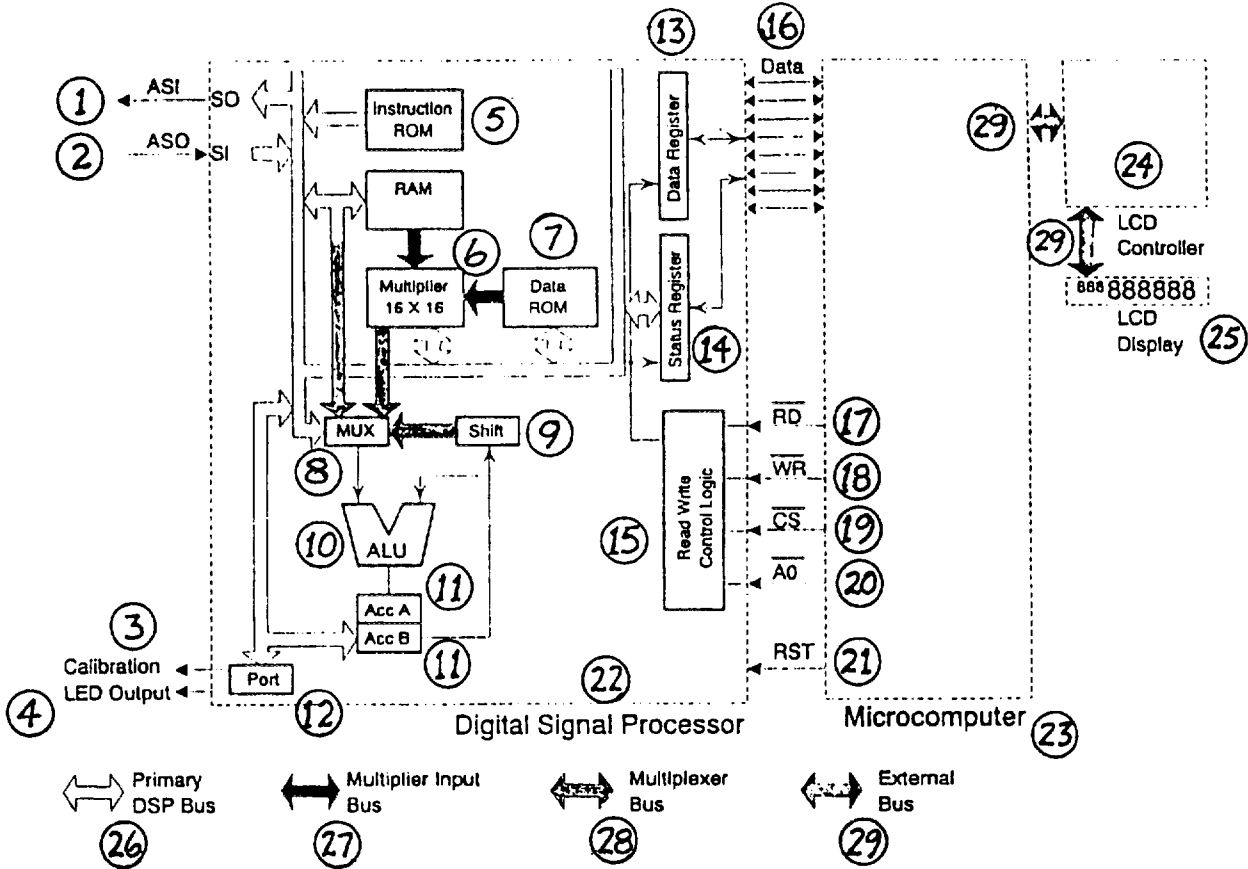 13
16
Data
1
ASI
SO
2
ASO
SI
Instruction
ROM
5
Data Register
29
24
RAM
6
7
Multiplier
16 X 16
Data
ROM
Status Register
14
29
LCD
Controller
888888888
LCD
Display
25
MUX
Shift
9
8
RD
17
WR
18
CS
19
A0
20
Read Write
Control Logic
15
10
ALU
11
Acc A
Acc B
11
3
Calibration
LED Output
4
Port
12
RST
21
22
Digital Signal Processor
Microcomputer
23
Primary
DSP Bus
26
Multiplier Input
Bus
27
Multiplexer
Bus
28
External
Bus
29